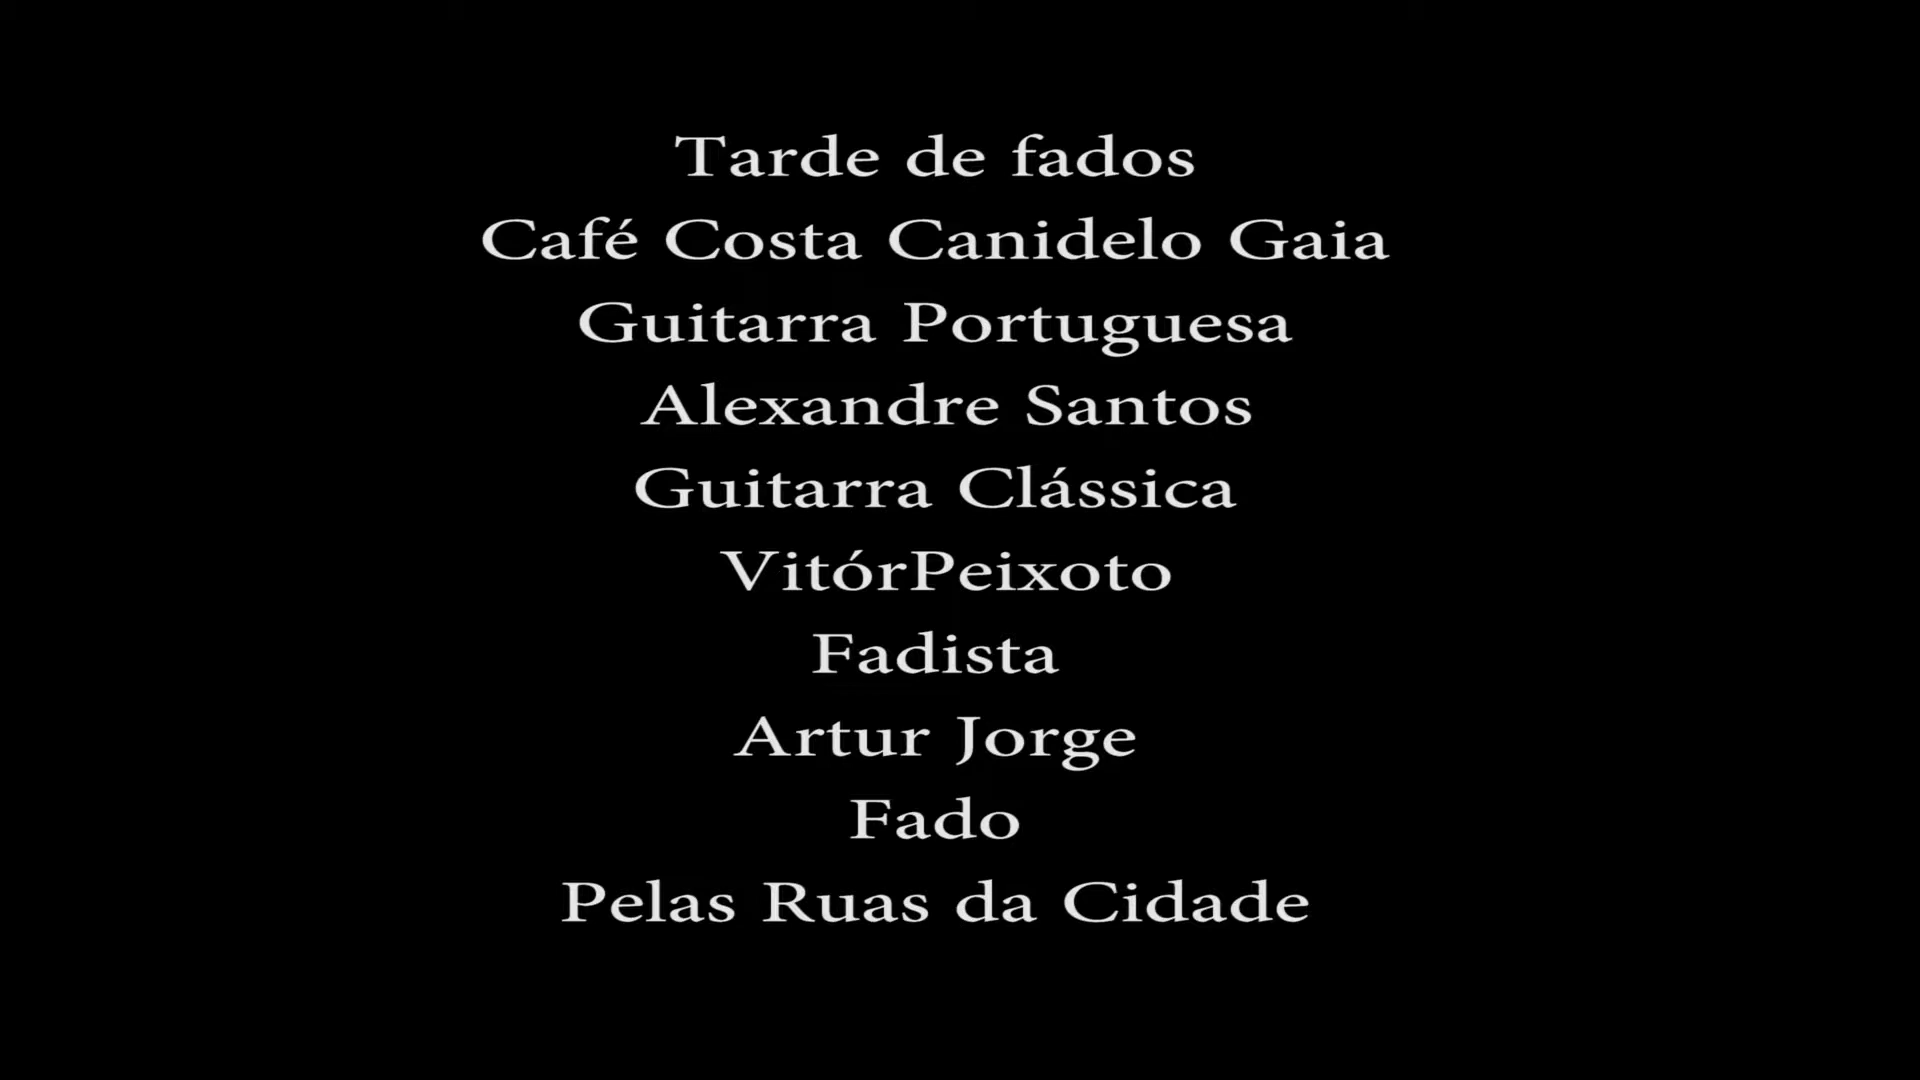 Tarde de fados
Café Costa Canidelo Gaia
Guitarra Portuguesa
Alexandre Santos
Guitarra Clássica
VitórPeixoto
Fadista
Artur Jorge
Fado
Pelas Ruas da Cidade